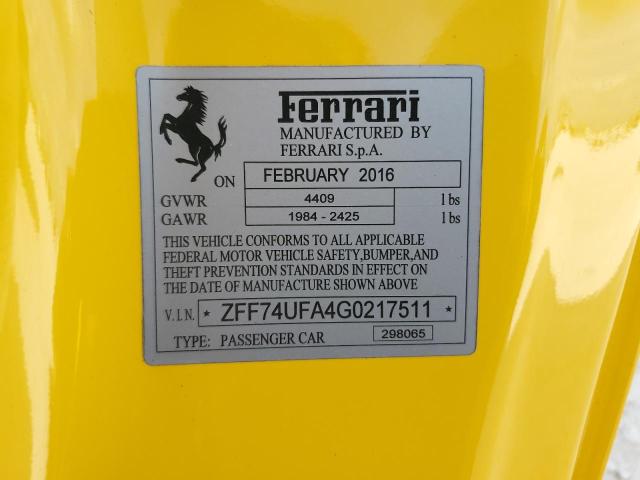 Ferrari
MANUFACTURED BY
FERRARI S.p.A.
ON FEBRUARY 2016
GVWR 4409 lbs
GAWR 1984 - 2425 lbs
THIS VEHICLE CONFORMS TO ALL APPLICABLE
FEDERAL MOTOR VEHICLE SAFETY,BUMPER,AND
THEFT PREVENTION STANDARDS IN EFFECT ON
THE DATE OF MANUFACTURE SHOWN ABOVE
V.I.N. * ZFF74UFA4G0217511 *
TYPE: PASSENGER CAR 298065